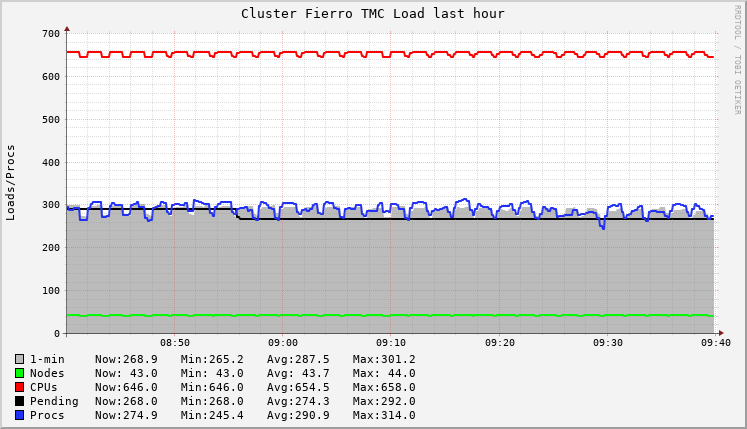 Cluster Fierro TMC Load last hour
RRDTOOL / TOBI OETIKER
Loads/Procs
700
600
500
400
300
200
100
0
08:50 09:00 09:10 09:20 09:30 09:40
1-min Now:268.9 Min:265.2 Avg:287.5 Max:301.2
Nodes Now: 43.0 Min: 43.0 Avg: 43.7 Max: 44.0
CPUs Now:646.0 Min:646.0 Avg:654.5 Max:658.0
Pending Now:268.0 Min:268.0 Avg:274.3 Max:292.0
Procs Now:274.9 Min:245.4 Avg:290.9 Max:314.0